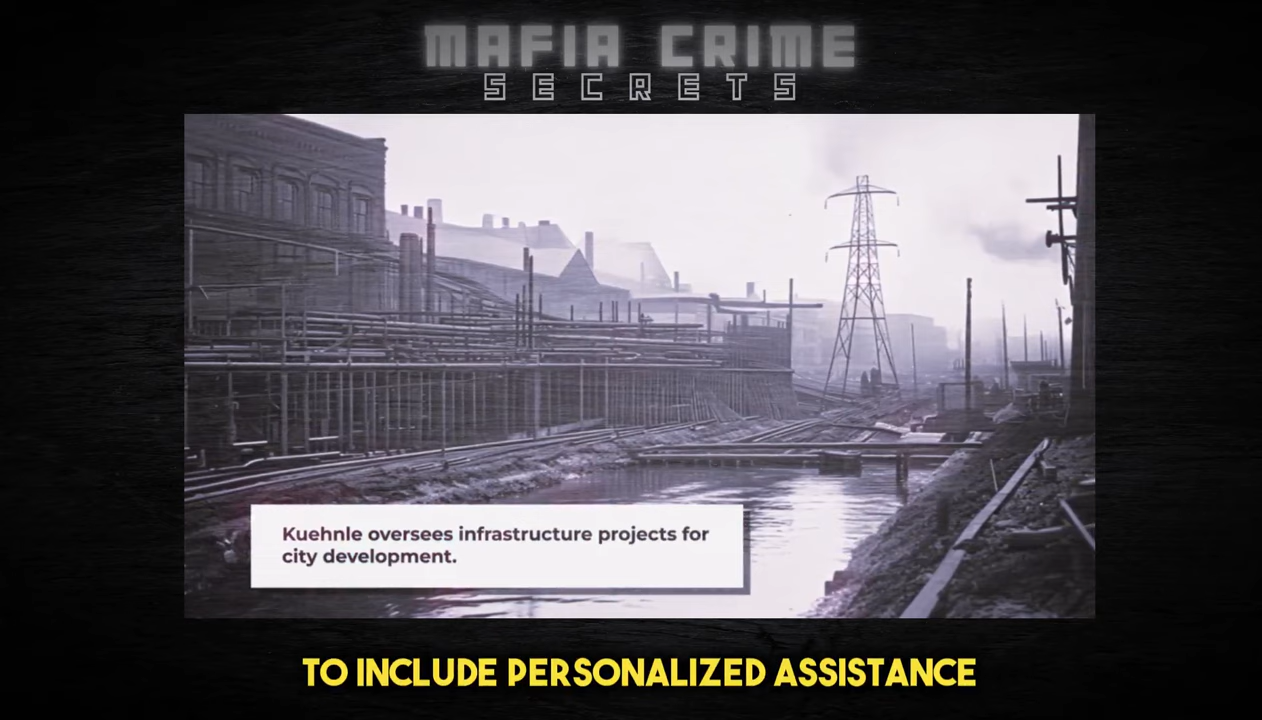 MAFIA CRIME
SECRETS
Kuehnle oversees infrastructure projects for
city development.
TO INCLUDE PERSONALIZED ASSISTANCE